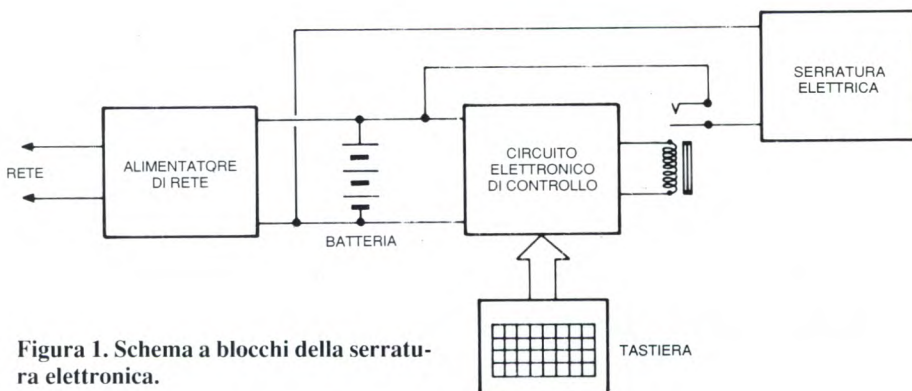 SERRATURA
ELETTRICA
RETE
ALIMENTATORE
DI RETE
CIRCUITO
ELETTRONICO
DI CONTROLLO
BATTERIA
TASTIERA
Figura 1. Schema a blocchi della serratu-
ra elettronica.